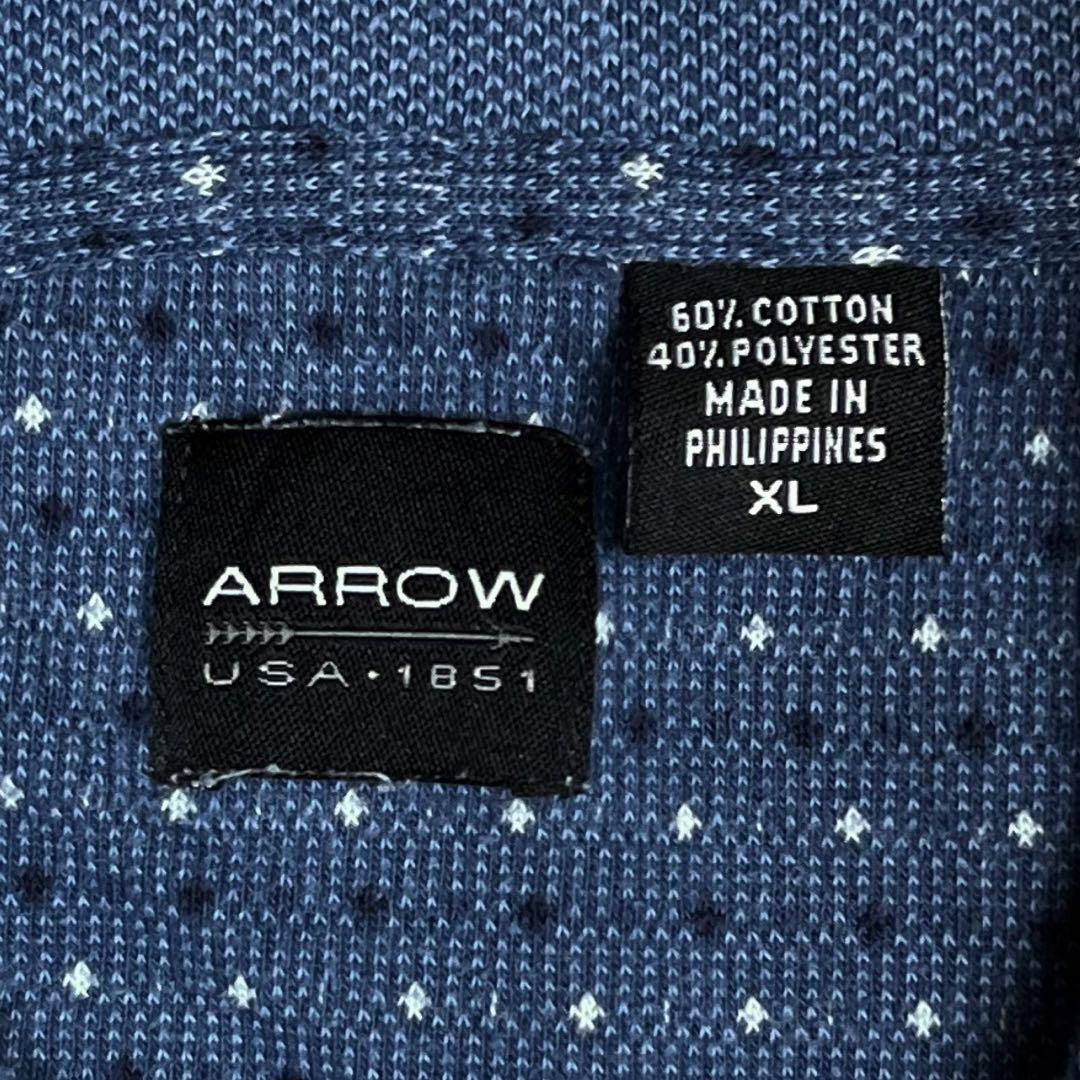 60% COTTON
40% POLYESTER
MADE IN
PHILIPPINES
XL
ARROW
USA • 1851